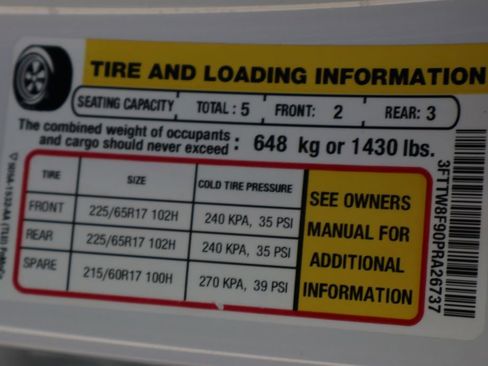 TIRE AND LOADING INFORMATION
SEATING CAPACITY TOTAL : 5 FRONT: 2 REAR: 3
The combined weight of occupants
and cargo should never exceed : 648 kg or 1430 lbs.
TIRE SIZE COLD TIRE PRESSURE
FRONT 225/65R17 102H 240 KPA, 35 PSI
REAR 225/65R17 102H 240 KPA, 35 PSI
SPARE 215/60R17 100H 270 KPA, 39 PSI
SEE OWNERS
MANUAL FOR
ADDITIONAL
INFORMATION
3FTTW8F90PRA26737